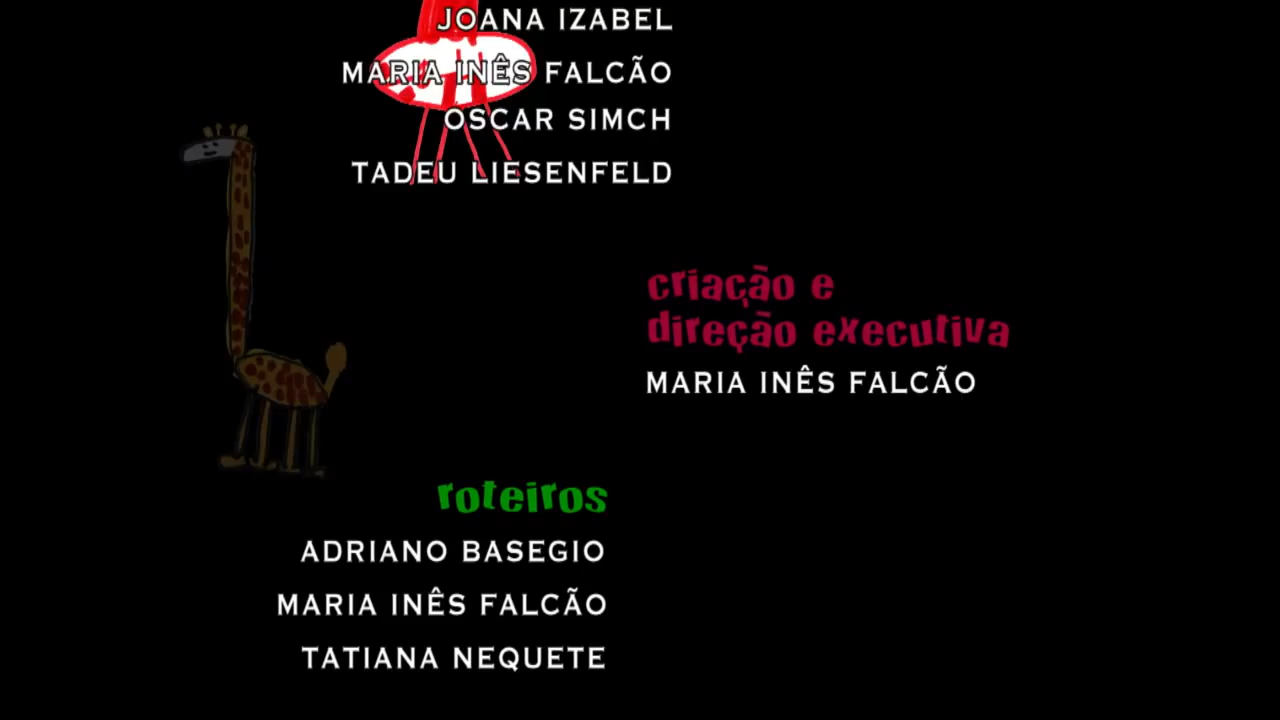 JOANA IZABEL
MARIA INÊS FALCÃO
OSCAR SIMCH
TADEU LIESENFELD
criação e
direção executiva
MARIA INÊS FALCÃO
roteiros
ADRIANO BASEGIO
MARIA INÊS FALCÃO
TATIANA NEQUETE